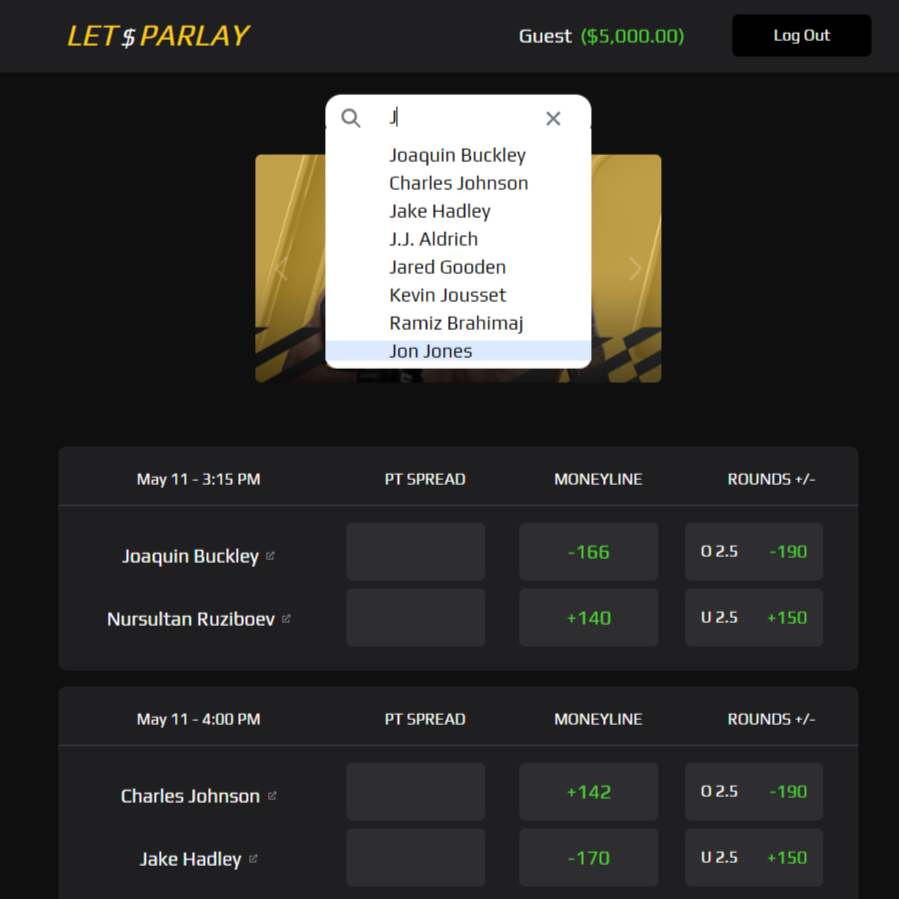 LET$PARLAY Guest ($5,000.00) Log Out
J
Joaquin Buckley
Charles Johnson
Jake Hadley
J.J. Aldrich
Jared Gooden
Kevin Jousset
Ramiz Brahimaj
Jon Jones
May 11 - 3:15 PM PT SPREAD MONEYLINE ROUNDS +/-
Joaquin Buckley -166 O 2.5 -190
Nursultan Ruziboev +140 U 2.5 +150
May 11 - 4:00 PM PT SPREAD MONEYLINE ROUNDS +/-
Charles Johnson +142 O 2.5 -190
Jake Hadley -170 U 2.5 +150